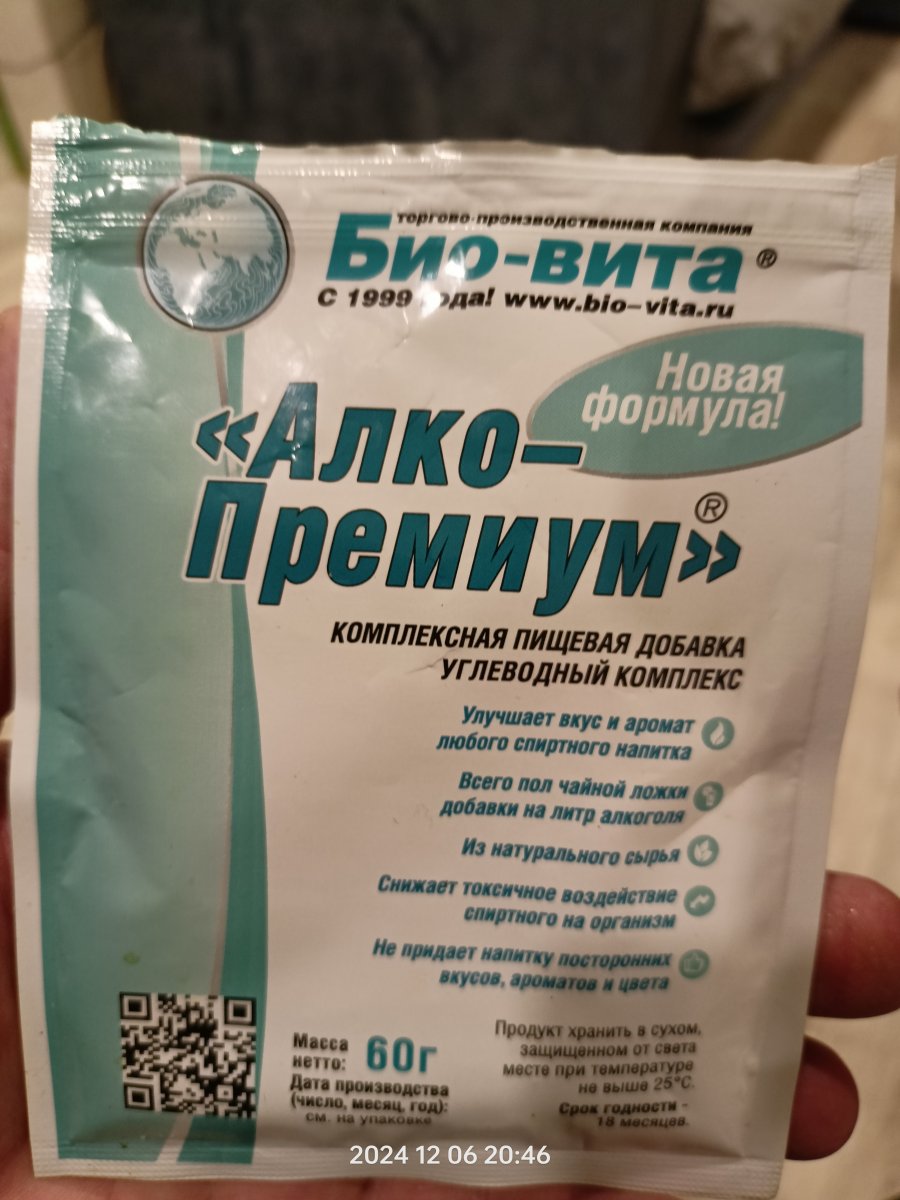 торгово-производственная компания
Био-вита®
С 1999 года! www.bio-vita.ru
Новая
формула!
«Алко-
Премиум»®
КОМПЛЕКСНАЯ ПИЩЕВАЯ ДОБАВКА
УГЛЕВОДНЫЙ КОМПЛЕКС
Улучшает вкус и аромат
любого спиртного напитка
Всего пол чайной ложки
добавки на литр алкоголя
Из натурального сырья
Снижает токсичное воздействие
спиртного на организм
Не придает напитку посторонних
вкусов, ароматов и цвета
Масса
нетто: 60г
Дата производства
(число, месяц, год):
см. на упаковке
Продукт хранить в сухом,
защищенном от света
месте при температуре
не выше 25°С.
Срок годности -
18 месяцев.
2024 12 06 20:46